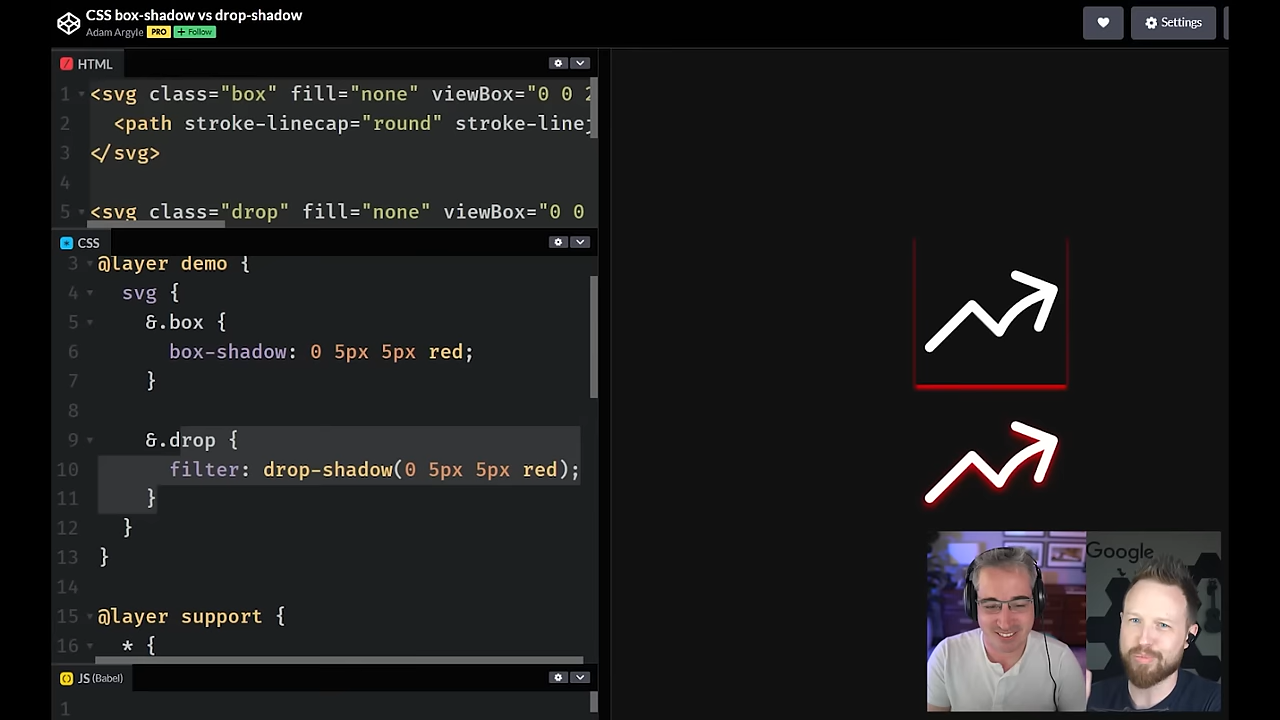 CSS box-shadow vs drop-shadow
Adam Argyle PRO + Follow
Settings
HTML
1 <svg class="box" fill="none" viewBox="0 0 2
2 <path stroke-linecap="round" stroke-linej
3 </svg>
4
5 <svg class="drop" fill="none" viewBox="0 0
CSS
3 @layer demo {
4 svg {
5 &.box {
6 box-shadow: 0 5px 5px red;
7 }
8
9 &.drop {
10 filter: drop-shadow(0 5px 5px red);
11 }
12 }
13 }
14
15 @layer support {
16 * {
JS (Babel)
1
Google